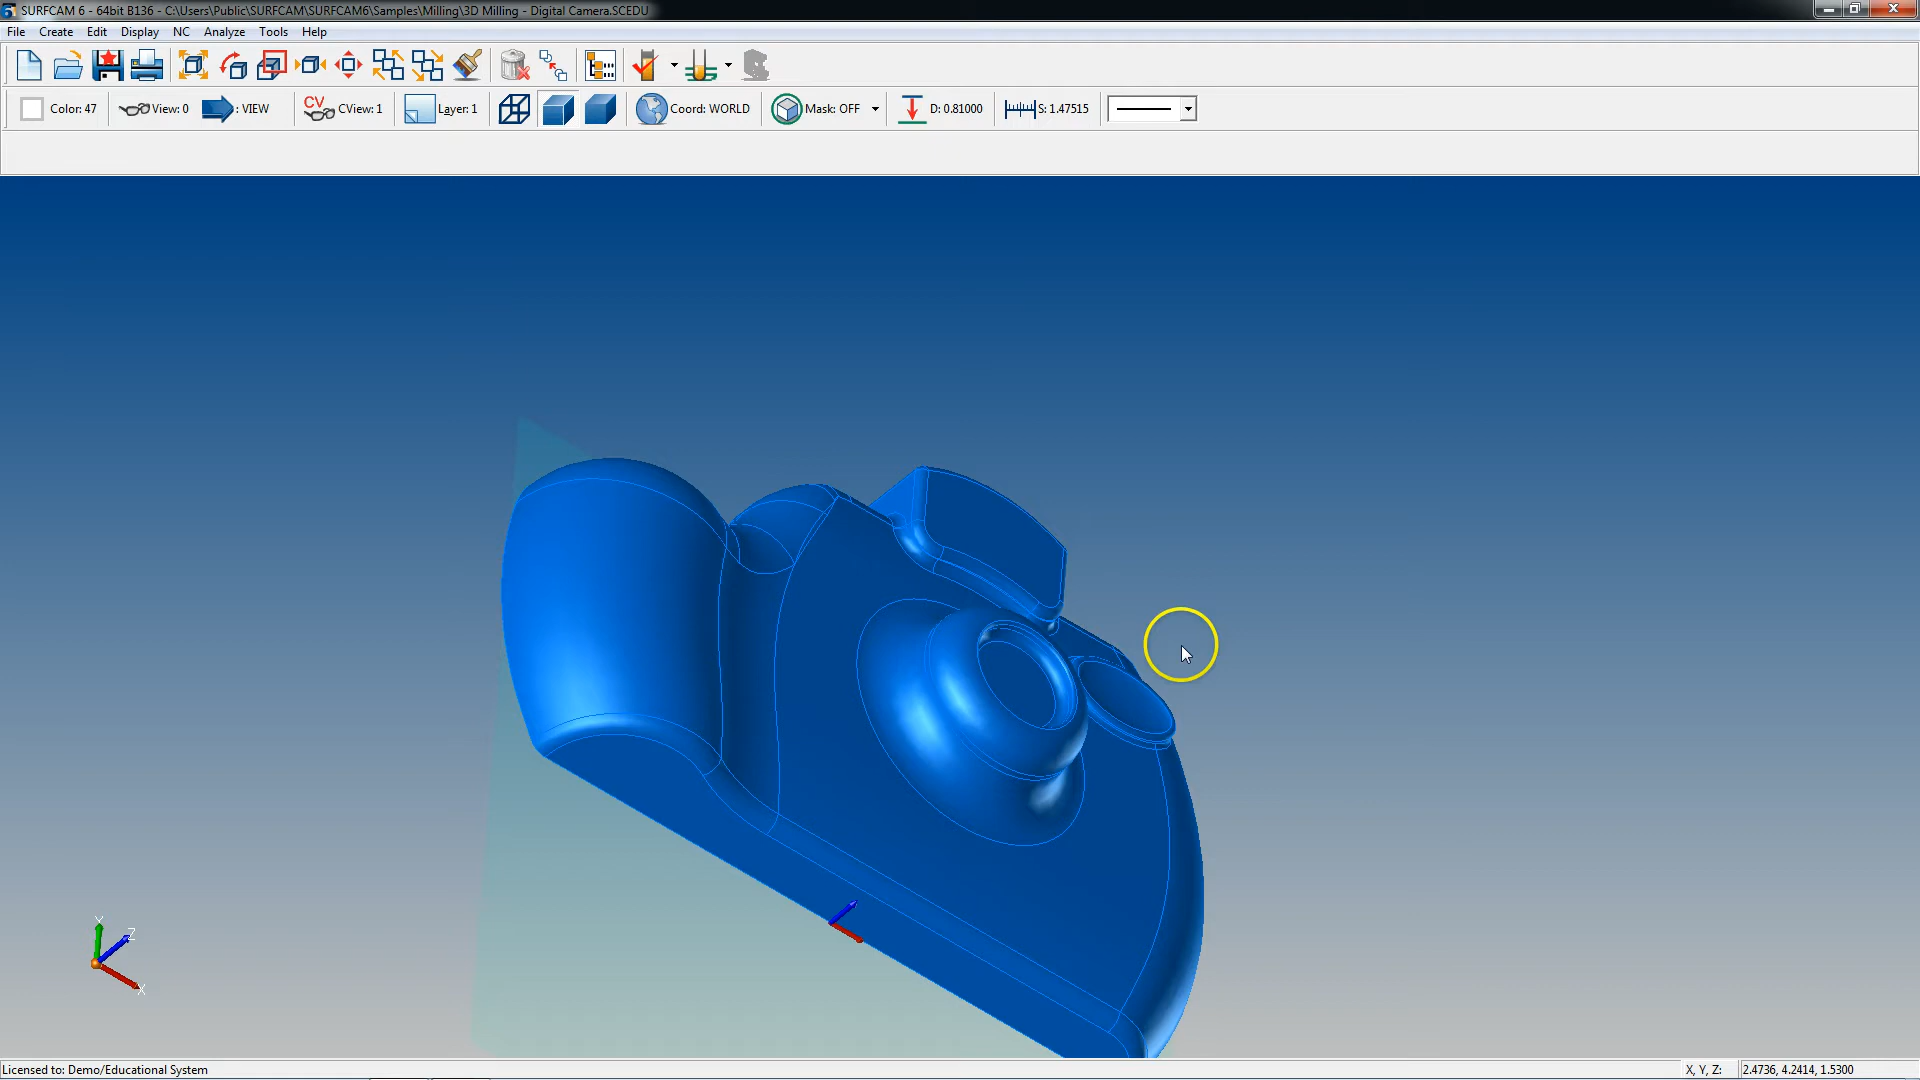 SURFCAM 6 - 64bit B136 - C:\Users\Public\SURFCAM\SURFCAM6\Samples\Milling\3D Milling - Digital Camera.SCEDU
File Create Edit Display NC Analyze Tools Help
Color: 47 View: 0 : VIEW CV CView: 1 Layer: 1 Coord: WORLD Mask: OFF D: 0.81000 S: 1.47515
Y
Z
X
Licensed to: Demo/Educational System X, Y, Z: 2.4736, 4.2414, 1.5300